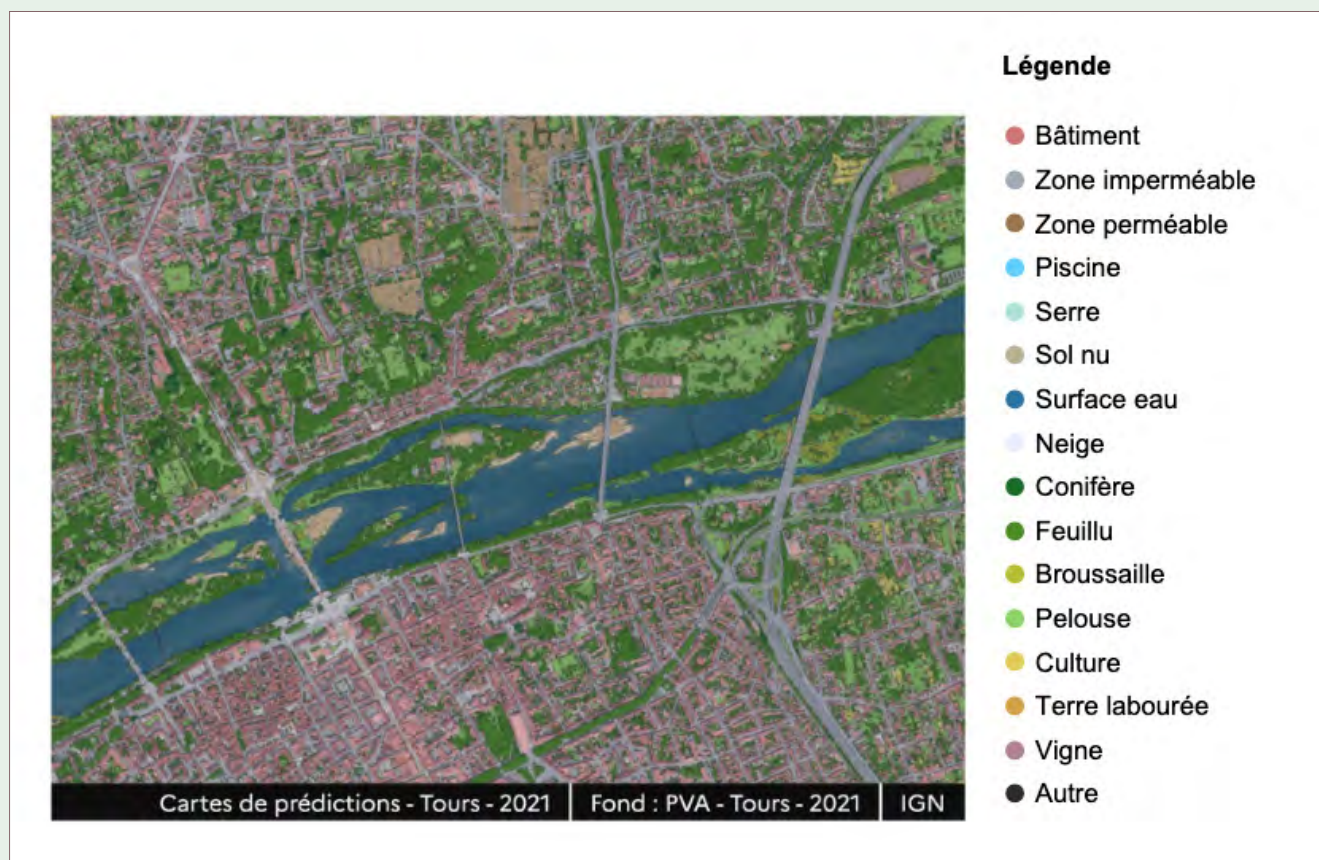 Légende
Bâtiment
Zone imperméable
Zone perméable
Piscine
Serre
Sol nu
Surface eau
Neige
Conifère
Feuillu
Broussaille
Pelouse
Culture
Terre labourée
Vigne
Autre
Cartes de prédictions - Tours - 2021 Fond : PVA - Tours - 2021 IGN